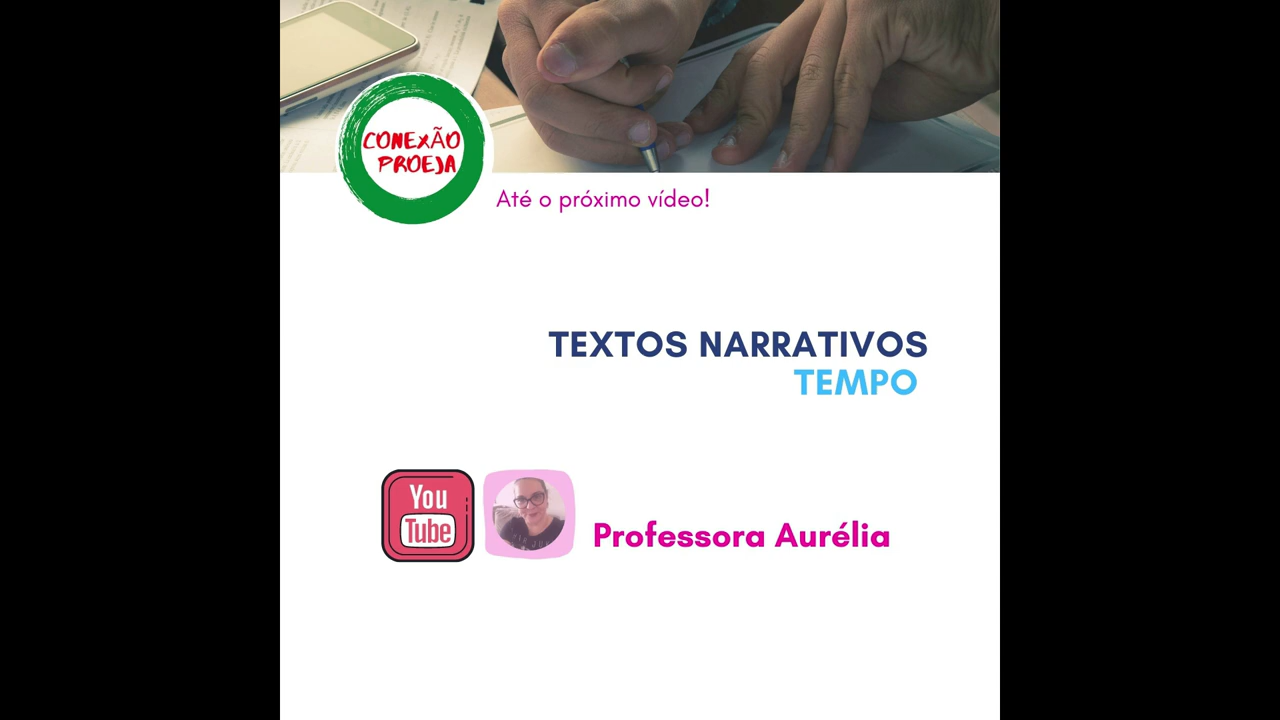 CONEXÃO
PROEJA
Até o próximo vídeo!
TEXTOS NARRATIVOS
TEMPO
You
Tube
Professora Aurélia